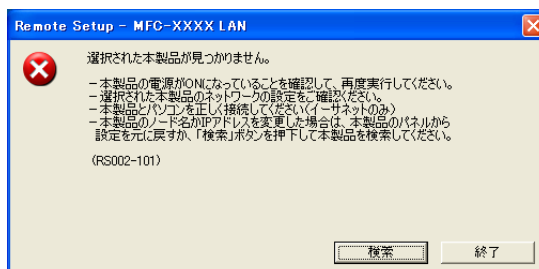 Remote Setup - MFC-XXXX LAN
選択された本製品が見つかりません。
－本製品の電源がONになっていることを確認して、再度実行してください。
－選択された本製品のネットワークの設定をご確認ください。
－本製品とパソコンを正しく接続してください(イーサネットのみ)
－本製品のノード名かIPアドレスを変更した場合は、本製品のパネルから
設定を元に戻すか、「検索」ボタンを押下して本製品を検索してください。
(RS002-101)
検索 終了